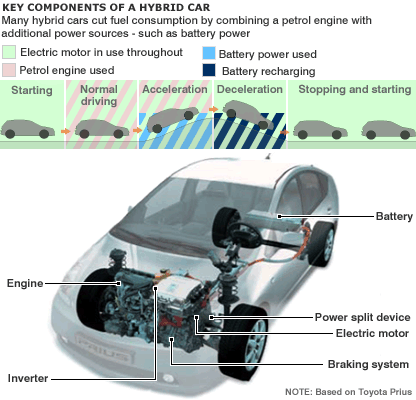 KEY COMPONENTS OF A HYBRID CAR
Many hybrid cars cut fuel consumption by combining a petrol engine with
additional power sources - such as battery power
Electric motor in use throughout
Battery power used
Petrol engine used
Battery recharging
Starting
Normal
driving
Acceleration
Deceleration
Stopping and starting
Battery
Engine
Power split device
Electric motor
Braking system
Inverter
PRIUS
NOTE: Based on Toyota Prius